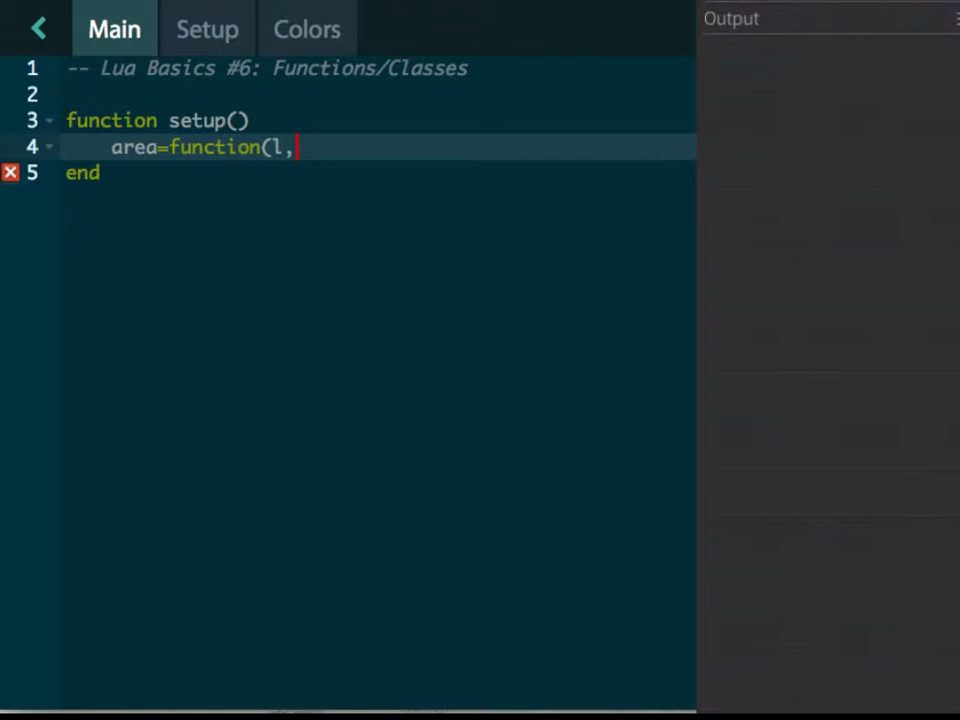 Main Setup Colors Output
1 -- Lua Basics #6: Functions/Classes
2
3 function setup()
4 area=function(l,
5 end